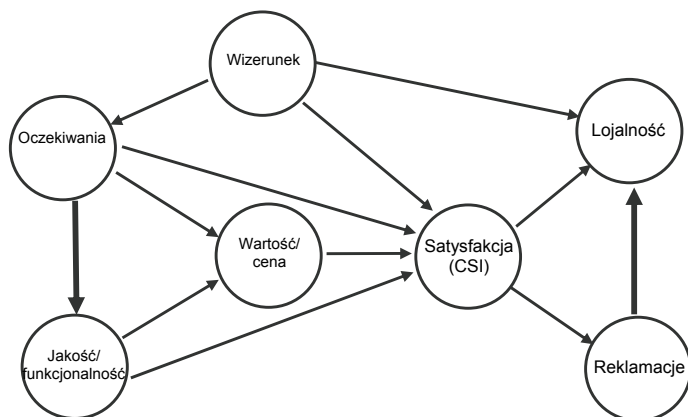 Wizerunek
Oczekiwania
Lojalność
Wartość/
cena
Satysfakcja
(CSI)
Jakość/
funkcjonalność
Reklamacje